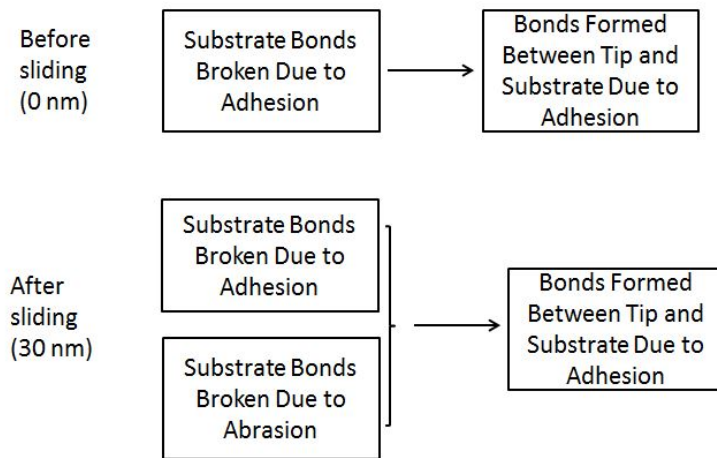 Before
sliding
(0 nm)
Substrate Bonds
Broken Due to
Adhesion
Bonds Formed
Between Tip and
Substrate Due to
Adhesion
After
sliding
(30 nm)
Substrate Bonds
Broken Due to
Adhesion
Substrate Bonds
Broken Due to
Abrasion
Bonds Formed
Between Tip and
Substrate Due to
Adhesion